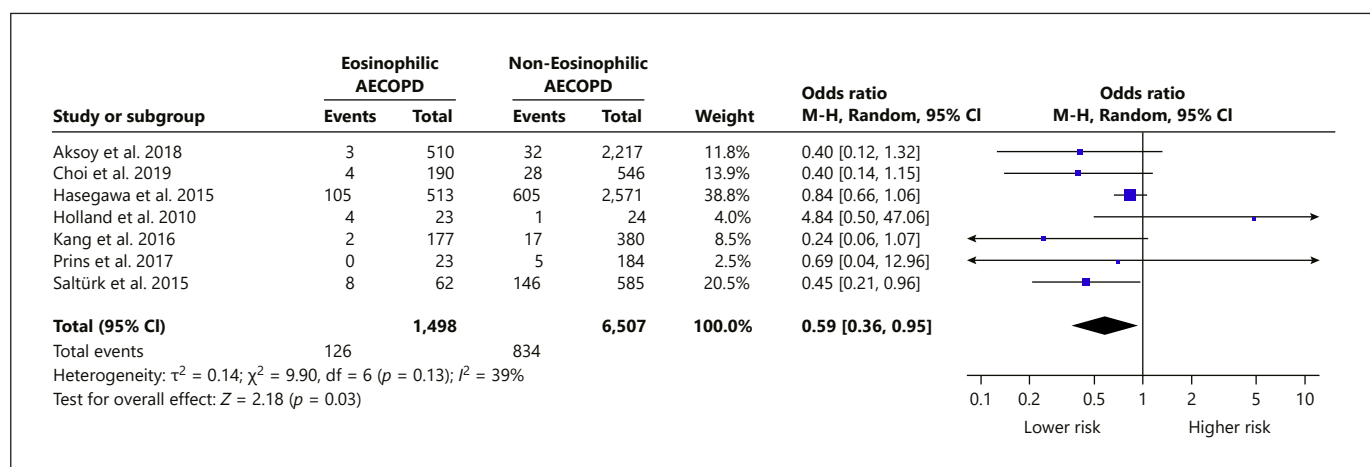 Eosinophilic AECOPD Non-Eosinophilic AECOPD
Odds ratio Odds ratio
Study or subgroup Events Total Events Total Weight M-H, Random, 95% CI M-H, Random, 95% CI
Aksoy et al. 2018 3 510 32 2,217 11.8% 0.40 [0.12, 1.32]
Choi et al. 2019 4 190 28 546 13.9% 0.40 [0.14, 1.15]
Hasegawa et al. 2015 105 513 605 2,571 38.8% 0.84 [0.66, 1.06]
Holland et al. 2010 4 23 1 24 4.0% 4.84 [0.50, 47.06]
Kang et al. 2016 2 177 17 380 8.5% 0.24 [0.06, 1.07]
Prins et al. 2017 0 23 5 184 2.5% 0.69 [0.04, 12.96]
Saltürk et al. 2015 8 62 146 585 20.5% 0.45 [0.21, 0.96]
Total (95% CI) 1,498 6,507 100.0% 0.59 [0.36, 0.95]
Total events 126 834
Heterogeneity: τ² = 0.14; χ² = 9.90, df = 6 (p = 0.13); I² = 39%
Test for overall effect: Z = 2.18 (p = 0.03)
0.1 0.2 0.5 1 2 5 10
Lower risk Higher risk